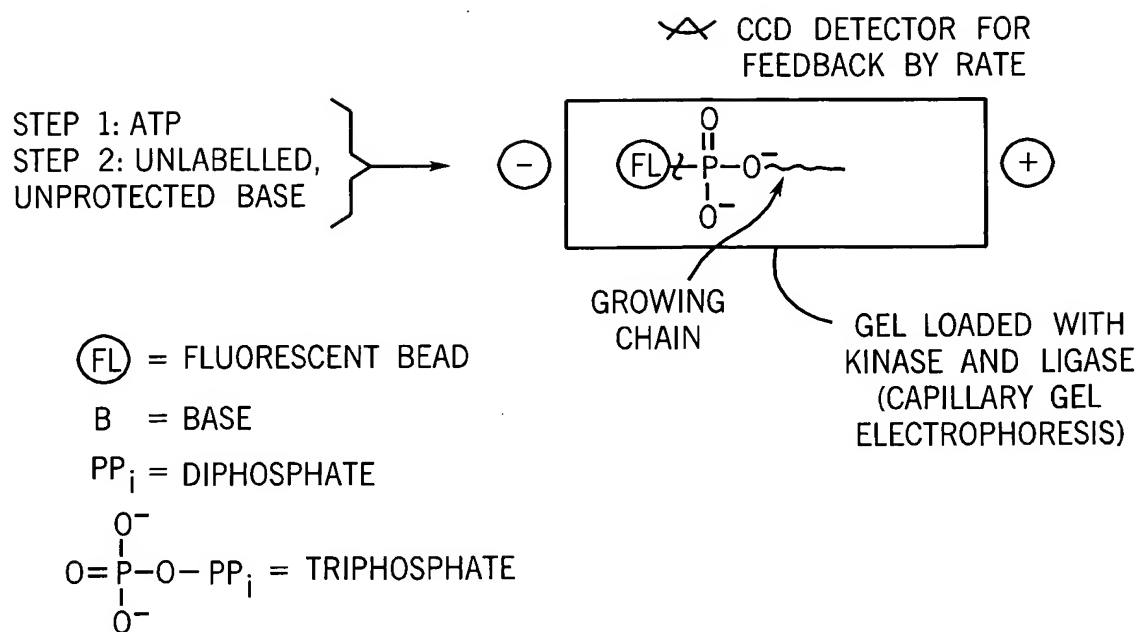 CCD DETECTOR FOR
FEEDBACK BY RATE
STEP 1: ATP
STEP 2: UNLABELLED,
UNPROTECTED BASE
−
FL
O
P
O−
O−
+
GROWING
CHAIN
GEL LOADED WITH
KINASE AND LIGASE
(CAPILLARY GEL
ELECTROPHORESIS)
FL = FLUORESCENT BEAD
B = BASE
PPi = DIPHOSPHATE
O−
O=P−O−PPi = TRIPHOSPHATE
O−